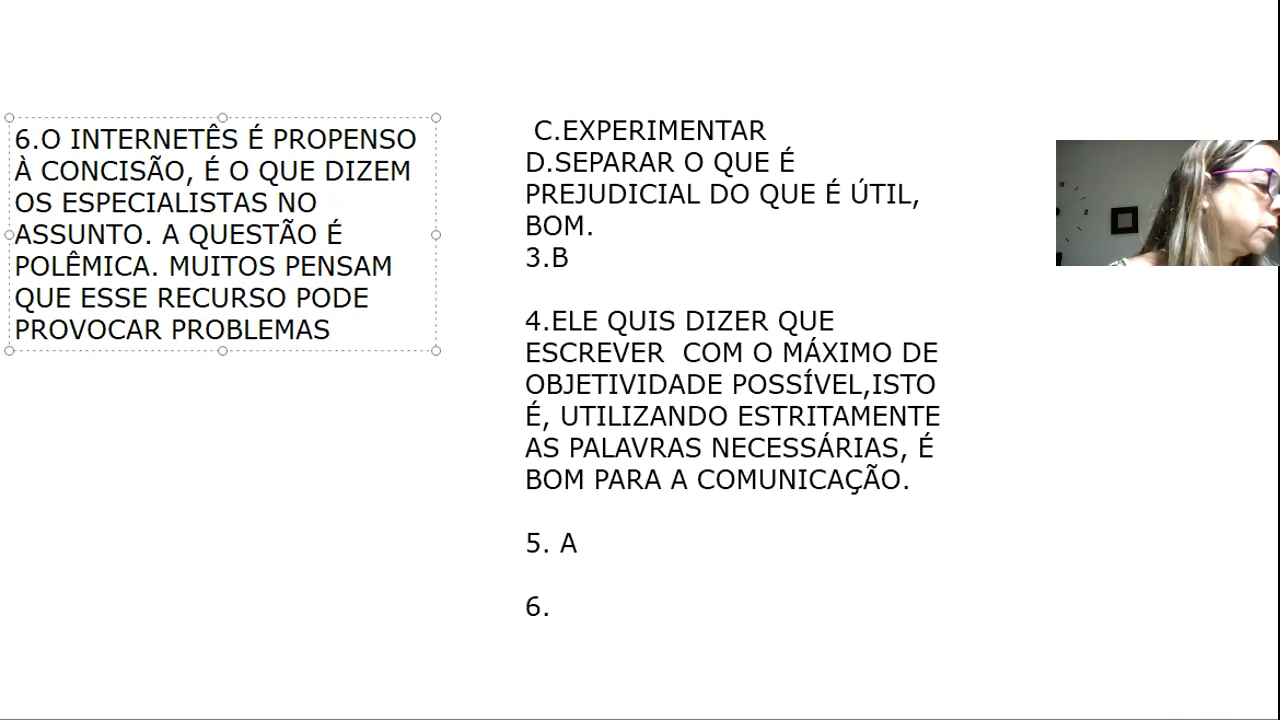 6.O INTERNETÊS É PROPENSO
À CONCISÃO, É O QUE DIZEM
OS ESPECIALISTAS NO
ASSUNTO. A QUESTÃO É
POLÊMICA. MUITOS PENSAM
QUE ESSE RECURSO PODE
PROVOCAR PROBLEMAS
C.EXPERIMENTAR
D.SEPARAR O QUE É
PREJUDICIAL DO QUE É ÚTIL,
BOM.
3.B
4.ELE QUIS DIZER QUE
ESCREVER  COM O MÁXIMO DE
OBJETIVIDADE POSSÍVEL,ISTO
É, UTILIZANDO ESTRITAMENTE
AS PALAVRAS NECESSÁRIAS, É
BOM PARA A COMUNICAÇÃO.
5. A
6.